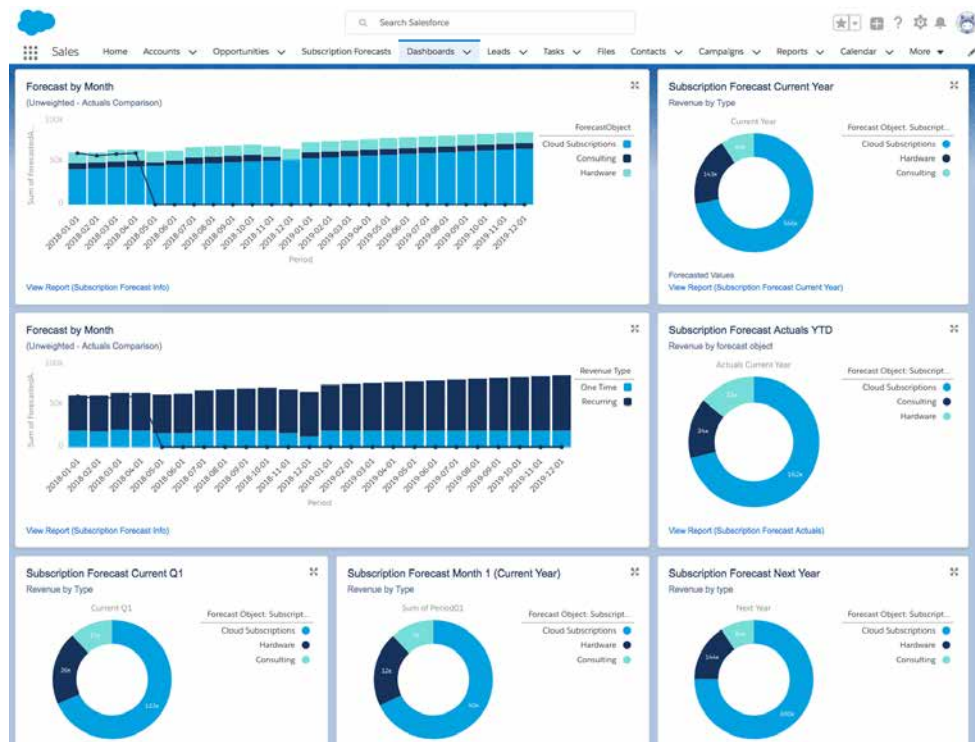 Search Salesforce
Sales Home Accounts Opportunities Subscription Forecasts Dashboards Leads Tasks Files Contacts Campaigns Reports Calendar More
Forecast by Month
(Unweighted - Actuals Comparison)
100k
50k
0
Sum of ForecastedA...
2018-01-01 2018-02-01 2018-03-01 2018-04-01 2018-05-01 2018-06-01 2018-07-01 2018-08-01 2018-09-01 2018-10-01 2018-11-01 2018-12-01 2019-01-01 2019-02-01 2019-03-01 2019-04-01 2019-05-01 2019-06-01 2019-07-01 2019-08-01 2019-09-01 2019-10-01 2019-11-01 2019-12-01
Period
ForecastObject
Cloud Subscriptions
Consulting
Hardware
View Report (Subscription Forecast Info)
Subscription Forecast Current Year
Revenue by Type
Current Year
143k
Forecast Object: Subscript...
Cloud Subscriptions
Hardware
Consulting
Forecasted Values
View Report (Subscription Forecast Current Year)
Forecast by Month
(Unweighted - Actuals Comparison)
100k
50k
0
Sum of ForecastedA...
2018-01-01 2018-02-01 2018-03-01 2018-04-01 2018-05-01 2018-06-01 2018-07-01 2018-08-01 2018-09-01 2018-10-01 2018-11-01 2018-12-01 2019-01-01 2019-02-01 2019-03-01 2019-04-01 2019-05-01 2019-06-01 2019-07-01 2019-08-01 2019-09-01 2019-10-01 2019-11-01 2019-12-01
Period
Revenue Type
One Time
Recurring
View Report (Subscription Forecast Info)
Subscription Forecast Actuals YTD
Revenue by forecast object
Actuals Current Year
34k
162k
Forecast Object: Subscript...
Cloud Subscriptions
Consulting
Hardware
View Report (Subscription Forecast Actuals)
Subscription Forecast Current Q1
Revenue by Type
Current Q1
Forecast Object: Subscript...
Cloud Subscriptions
Hardware
Consulting
Subscription Forecast Month 1 (Current Year)
Revenue by Type
Sum of Period01
12k
Forecast Object: Subscript...
Cloud Subscriptions
Hardware
Consulting
Subscription Forecast Next Year
Revenue by type
Next Year
144k
Forecast Object: Subscript...
Cloud Subscriptions
Hardware
Consulting